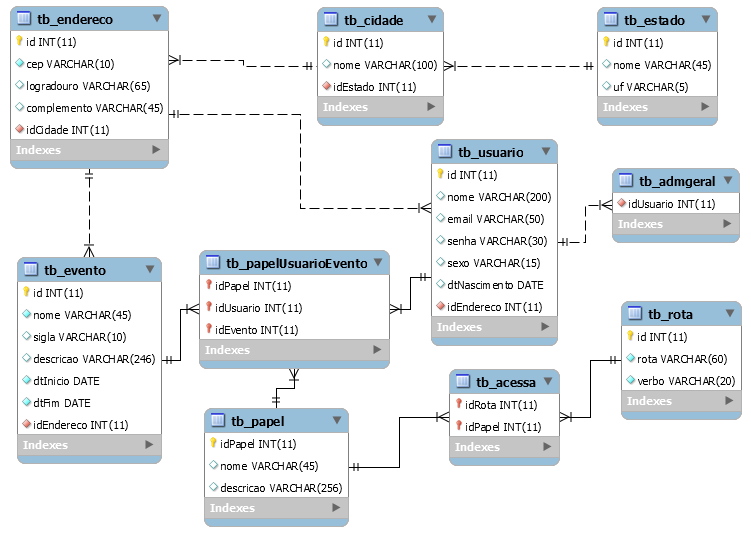 tb_endereco
id INT(11)
cep VARCHAR(10)
logradouro VARCHAR(65)
complemento VARCHAR(45)
idCidade INT(11)
Indexes
tb_cidade
id INT(11)
nome VARCHAR(100)
idEstado INT(11)
Indexes
tb_estado
id INT(11)
nome VARCHAR(45)
uf VARCHAR(5)
Indexes
tb_usuario
id INT(11)
nome VARCHAR(200)
email VARCHAR(50)
senha VARCHAR(30)
sexo VARCHAR(15)
dtNascimento DATE
idEndereco INT(11)
Indexes
tb_admgeral
idUsuario INT(11)
Indexes
tb_evento
id INT(11)
nome VARCHAR(45)
sigla VARCHAR(10)
descricao VARCHAR(246)
dtInicio DATE
dtFim DATE
idEndereco INT(11)
Indexes
tb_papelUsuarioEvento
idPapel INT(11)
idUsuario INT(11)
idEvento INT(11)
Indexes
tb_rota
id INT(11)
rota VARCHAR(60)
verbo VARCHAR(20)
Indexes
tb_acessa
idRota INT(11)
idPapel INT(11)
Indexes
tb_papel
idPapel INT(11)
nome VARCHAR(45)
descricao VARCHAR(256)
Indexes